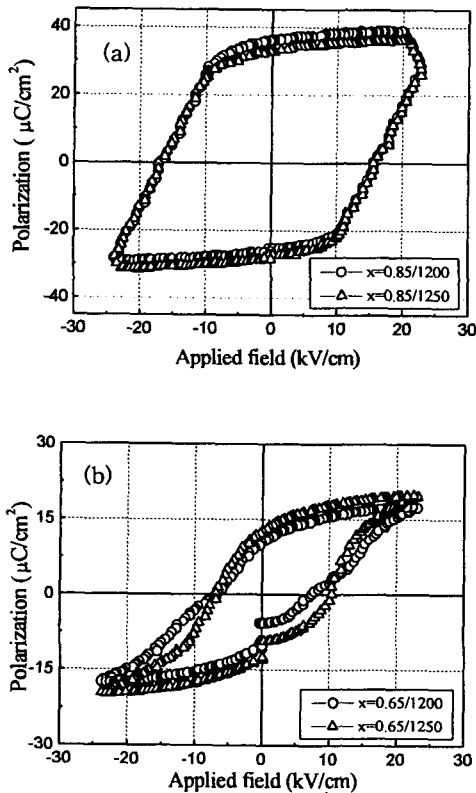 (a)
Polarization ( μC/cm²)
40
20
0
-20
-40
x=0.85/1200
x=0.85/1250
-30
-20
-10
0
10
20
30
Applied field (kV/cm)
(b)
Polarization ( μC/cm²)
30
15
0
-15
-30
x=0.65/1200
x=0.65/1250
-30
-20
-10
0
10
20
30
Applied field (kV/cm)